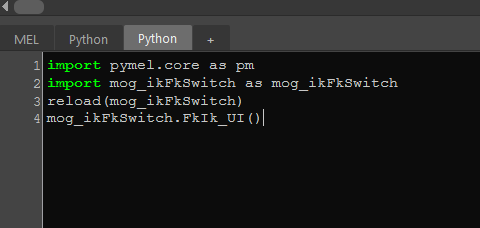 MEL Python Python +
1 import pymel.core as pm
2 import mog_ikFkSwitch as mog_ikFkSwitch
3 reload(mog_ikFkSwitch)
4 mog_ikFkSwitch.FkIk_UI()